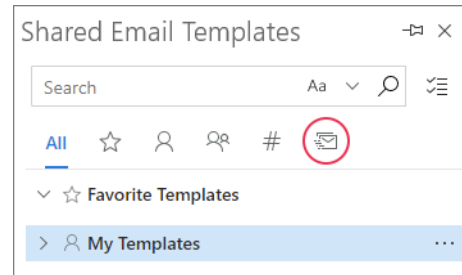 Shared Email Templates
Search Aa
All #
Favorite Templates
My Templates